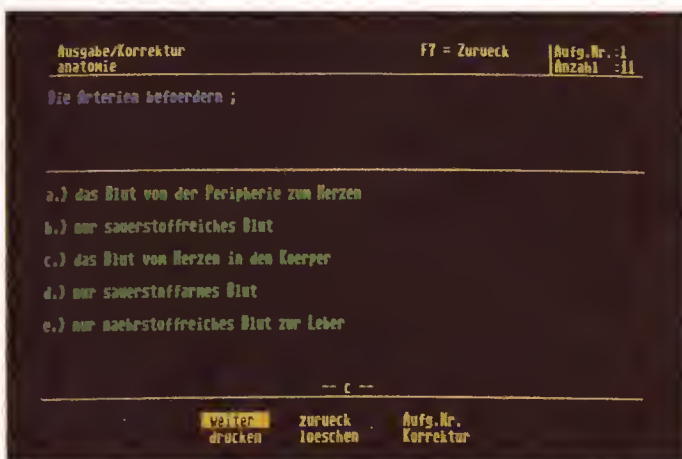 Ausgabe/Korrektur F7 = Zurueck Aufg.Nr.:1
anatomie Anzahl :11
Die Arterien befoerdern ;
a.) das Blut von der Peripherie zum Herzen
b.) nur sauerstoffreiches Blut
c.) das Blut vom Herzen in den Koerper
d.) nur sauerstoffarmes Blut
e.) nur naehrstoffreiches Blut zur Leber
-- C --
weiter zurueck Aufg.Nr.
drucken loeschen Korrektur